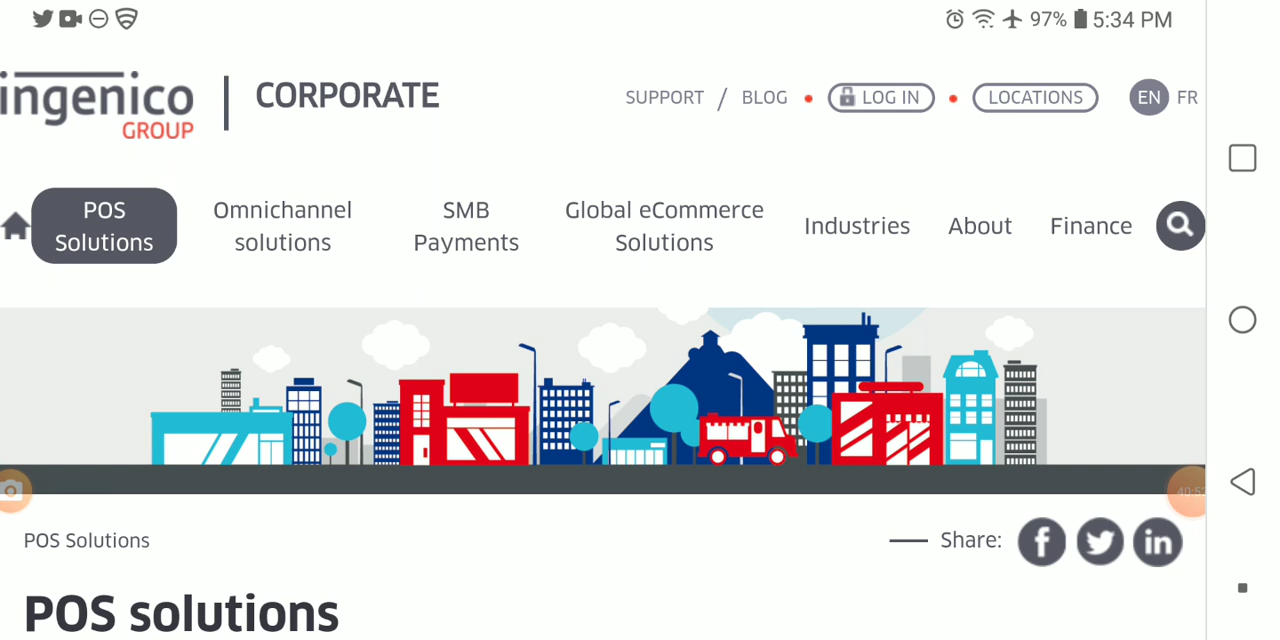 97% 5:34 PM
ingenico
GROUP
CORPORATE
SUPPORT / BLOG
LOG IN
LOCATIONS
EN FR
POS
Solutions
Omnichannel
solutions
SMB
Payments
Global eCommerce
Solutions
Industries
About
Finance
POS Solutions
Share:
POS solutions